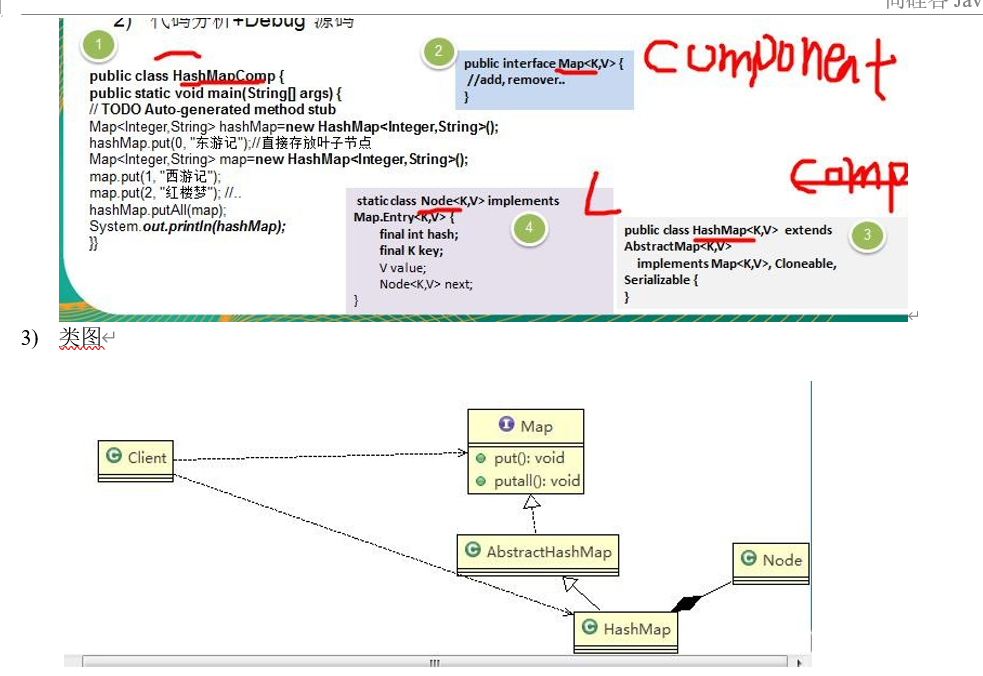 尚硅谷 Jav
2) 代码分析+Debug 源码
1
public class HashMapComp {
public static void main(String[] args) {
// TODO Auto-generated method stub
Map<Integer,String> hashMap=new HashMap<Integer,String>();
hashMap.put(0, "东游记");//直接存放叶子节点
Map<Integer,String> map=new HashMap<Integer,String>();
map.put(1, "西游记");
map.put(2, "红楼梦"); //..
hashMap.putAll(map);
System.out.println(hashMap);
}}
2
public interface Map<K,V> {
//add, remover..
}
component
comp
L
static class Node<K,V> implements
Map.Entry<K,V> {
final int hash;
final K key;
V value;
Node<K,V> next;
}
4
public class HashMap<K,V> extends
AbstractMap<K,V>
implements Map<K,V>, Cloneable,
Serializable {
}
3
3) 类图
Client
I Map
put(): void
putall(): void
C AbstractHashMap
C Node
C HashMap